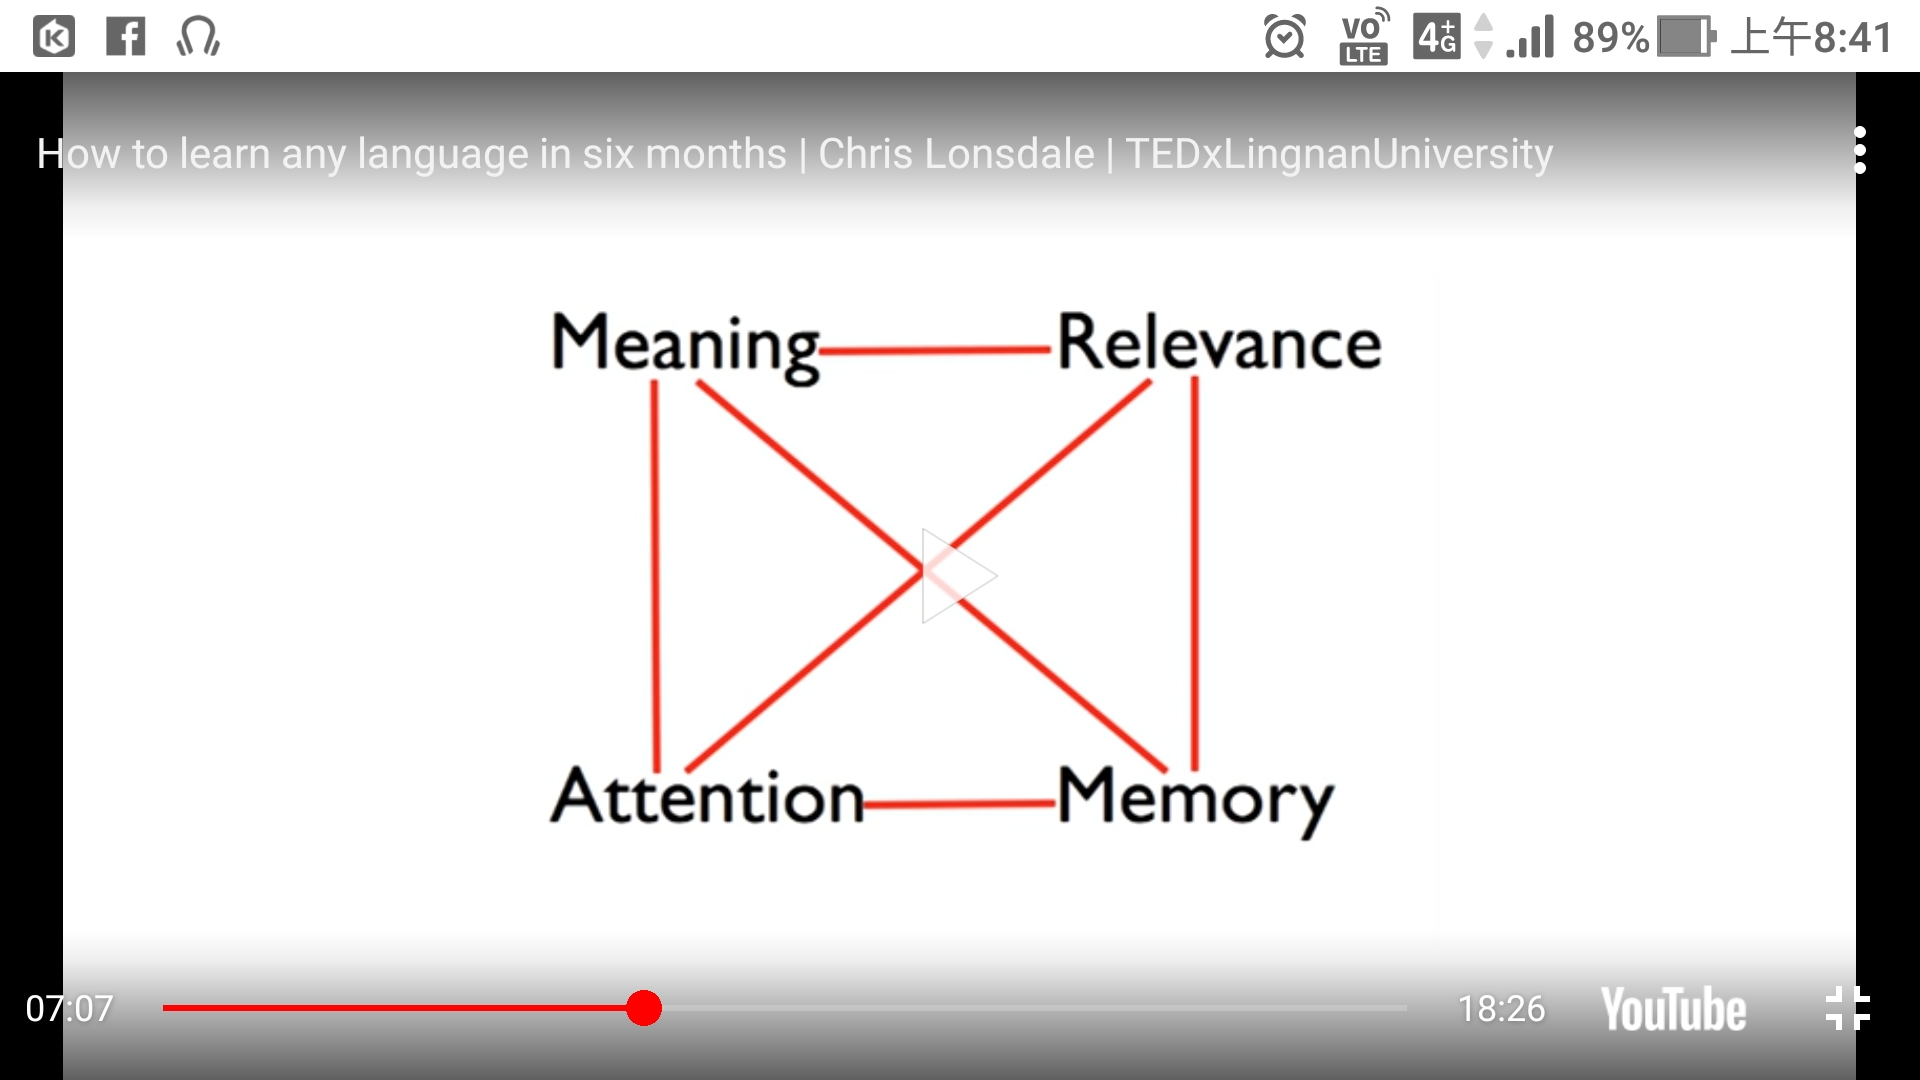 VO LTE 4+G 89% 上午8:41
How to learn any language in six months | Chris Lonsdale | TEDxLingnanUniversity
Meaning Relevance
Attention Memory
07:07 18:26 YouTube